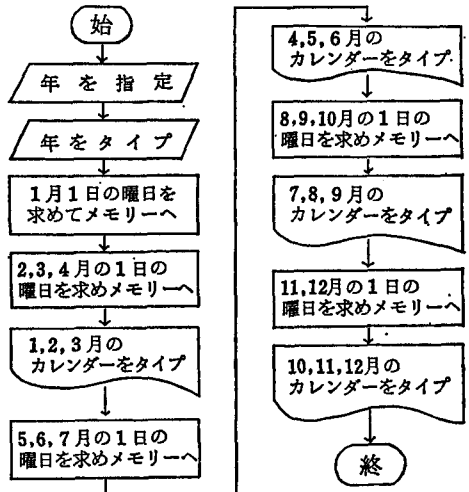 始
年を指定
年をタイプ
1月1日の曜日を
求めてメモリーへ
2,3,4月の1日の
曜日を求めメモリーへ
1,2,3月の
カレンダーをタイプ
5,6,7月の1日の
曜日を求めメモリーへ
4,5,6月の
カレンダーをタイプ
8,9,10月の1日の
曜日を求めメモリーへ
7,8,9月の
カレンダーをタイプ
11,12月の1日の
曜日を求めメモリーへ
10,11,12月の
カレンダーをタイプ
終